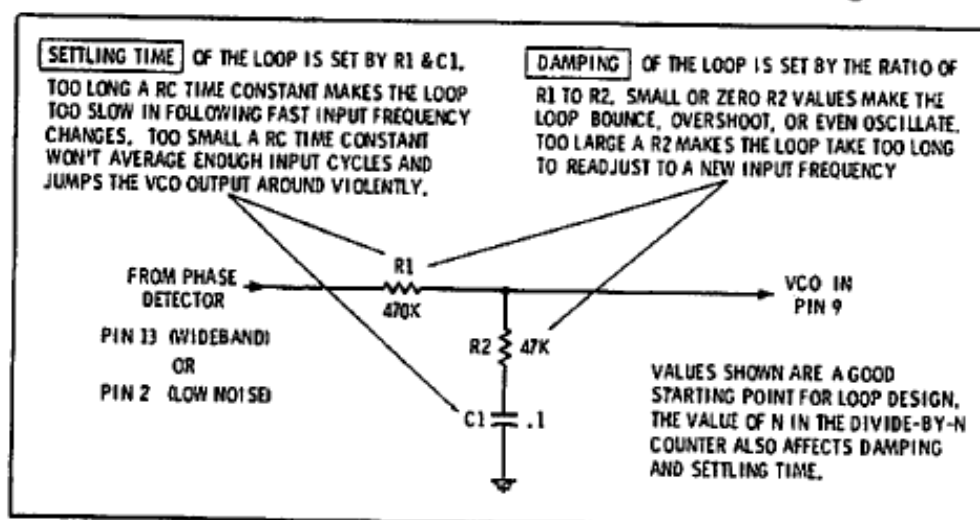 SETTLING TIME OF THE LOOP IS SET BY R1 & C1.
TOO LONG A RC TIME CONSTANT MAKES THE LOOP
TOO SLOW IN FOLLOWING FAST INPUT FREQUENCY
CHANGES. TOO SMALL A RC TIME CONSTANT
WON'T AVERAGE ENOUGH INPUT CYCLES AND
JUMPS THE VCO OUTPUT AROUND VIOLENTLY.
DAMPING OF THE LOOP IS SET BY THE RATIO OF
R1 TO R2. SMALL OR ZERO R2 VALUES MAKE THE
LOOP BOUNCE, OVERSHOOT, OR EVEN OSCILLATE.
TOO LARGE A R2 MAKES THE LOOP TAKE TOO LONG
TO READJUST TO A NEW INPUT FREQUENCY
FROM PHASE
DETECTOR
PIN 13 (WIDEBAND)
OR
PIN 2 (LOW NOISE)
R1
470K
R2 47K
C1 .1
VCO IN
PIN 9
VALUES SHOWN ARE A GOOD
STARTING POINT FOR LOOP DESIGN.
THE VALUE OF N IN THE DIVIDE-BY-N
COUNTER ALSO AFFECTS DAMPING
AND SETTLING TIME.